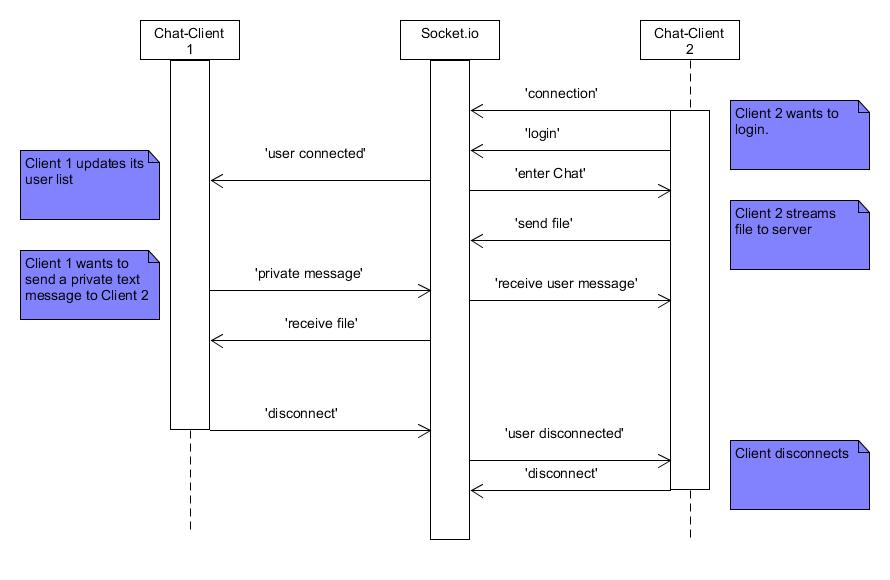 Chat-Client
1
Socket.io
Chat-Client
2
'connection'
Client 2 wants to
login.
'login'
'user connected'
Client 1 updates its
user list
'enter Chat'
Client 2 streams
file to server
'send file'
Client 1 wants to
send a private text
message to Client 2
'private message'
'receive user message'
'receive file'
'disconnect'
'user disconnected'
Client disconnects
'disconnect'